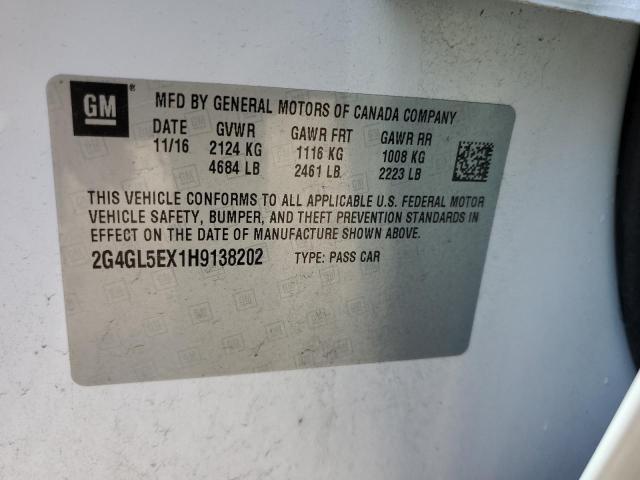 GM ®
MFD BY GENERAL MOTORS OF CANADA COMPANY
DATE GVWR GAWR FRT GAWR RR
11/16 2124 KG 1116 KG 1008 KG
4684 LB 2461 LB 2223 LB
THIS VEHICLE CONFORMS TO ALL APPLICABLE U.S. FEDERAL MOTOR
VEHICLE SAFETY, BUMPER, AND THEFT PREVENTION STANDARDS IN
EFFECT ON THE DATE OF MANUFACTURE SHOWN ABOVE.
2G4GL5EX1H9138202 TYPE: PASS CAR